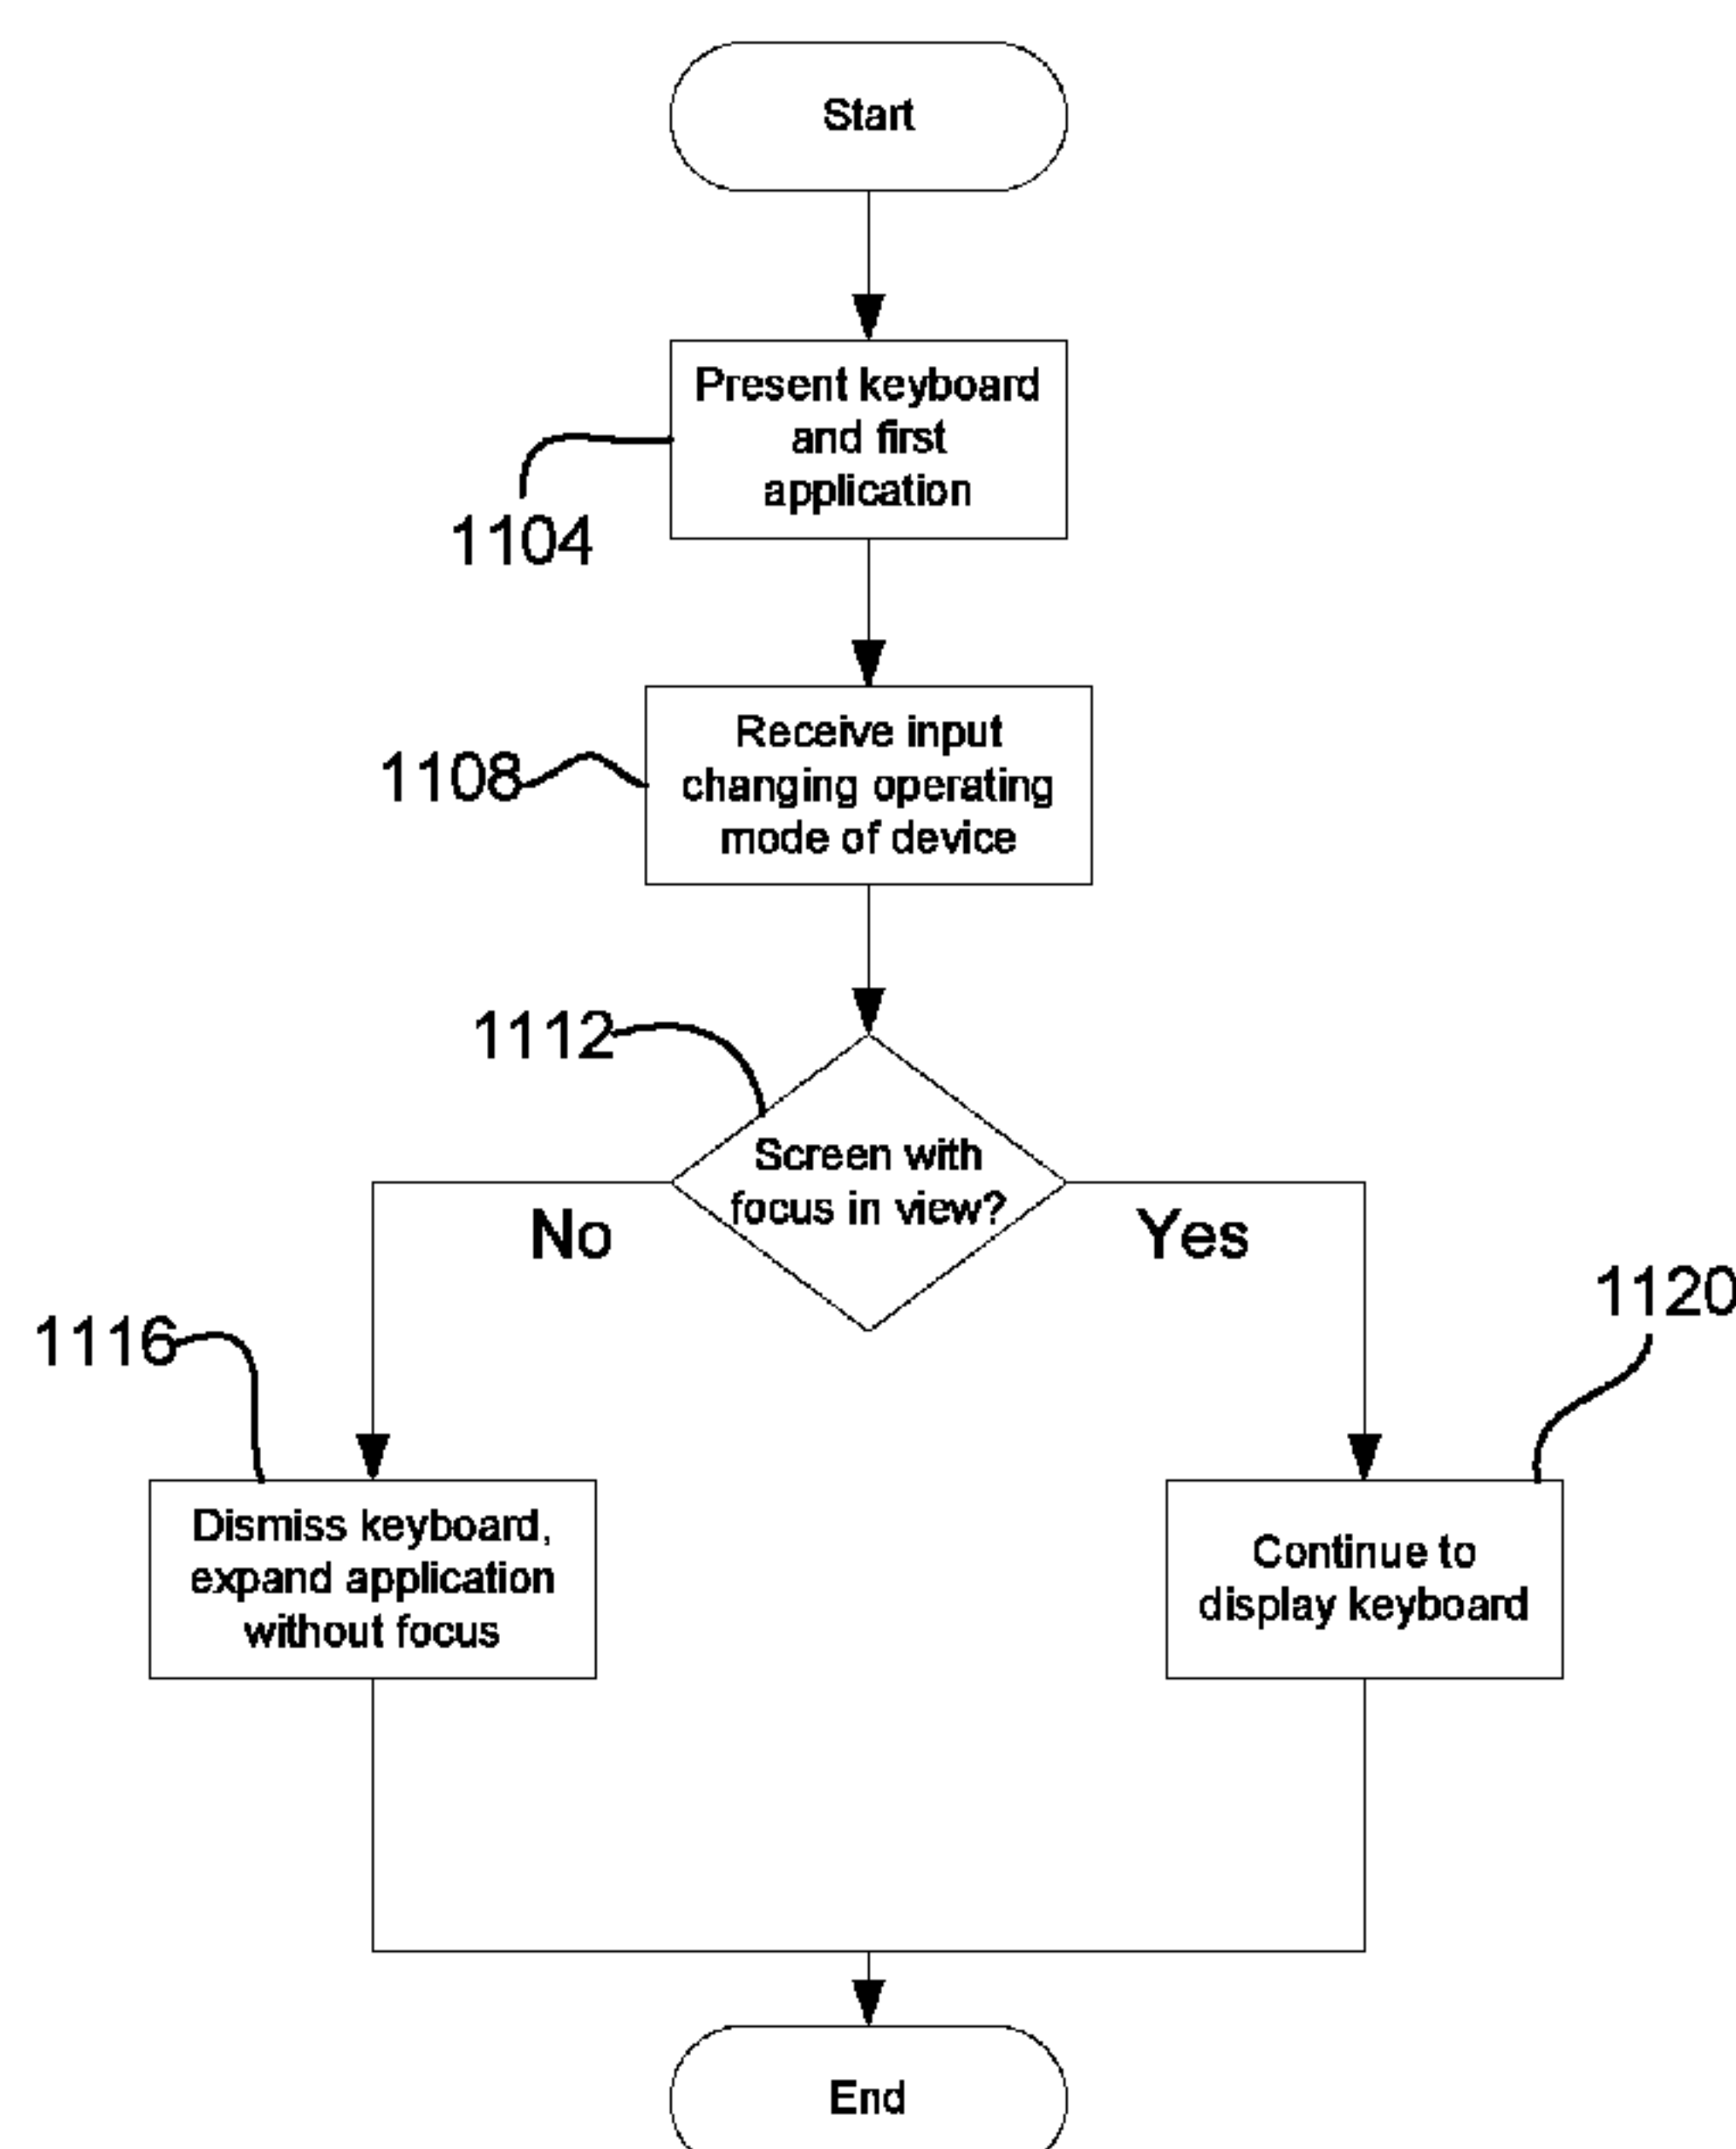 Start
Present keyboard
and first
application
1104
Receive input
changing operating
mode of device
1108
1112
Screen with
focus in view?
No
Yes
1120
1116
Dismiss keyboard,
expand application
without focus
Continue to
display keyboard
End